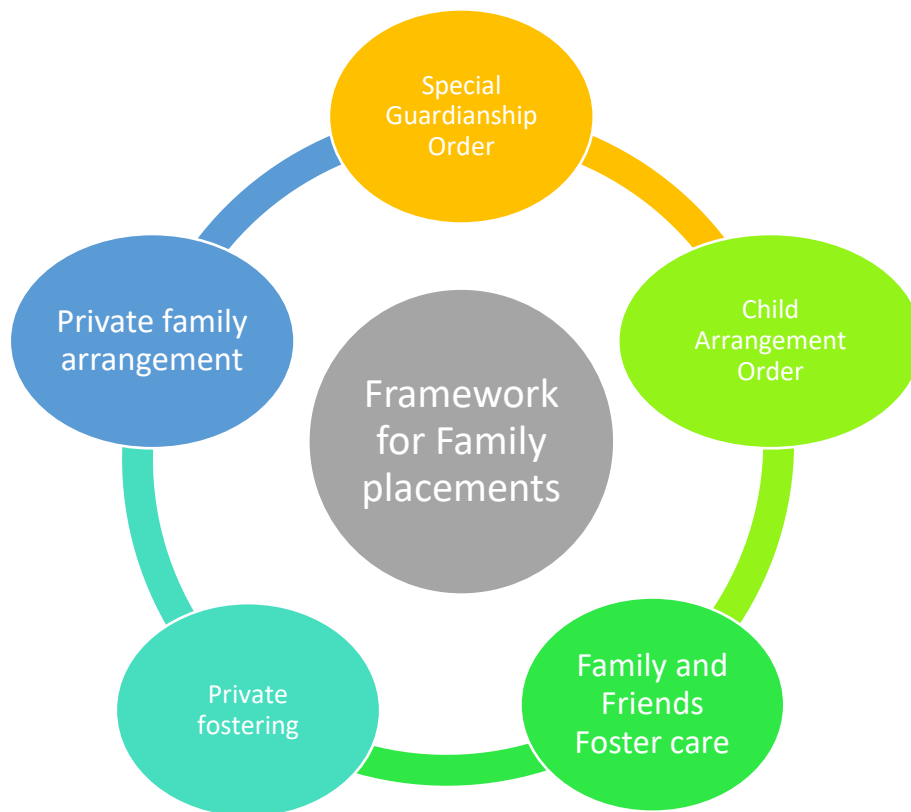 Special
Guardianship
Order
Child
Arrangement
Order
Family and
Friends
Foster care
Private
fostering
Private family
arrangement
Framework
for Family
placements